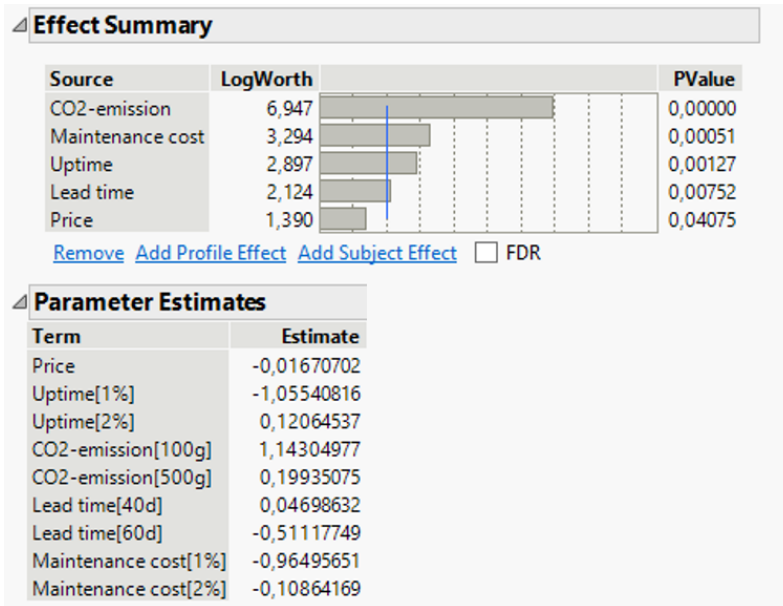 Effect Summary
Source LogWorth PValue
CO2-emission 6,947 0,00000
Maintenance cost 3,294 0,00051
Uptime 2,897 0,00127
Lead time 2,124 0,00752
Price 1,390 0,04075
Remove Add Profile Effect Add Subject Effect FDR
Parameter Estimates
Term Estimate
Price -0,01670702
Uptime[1%] -1,05540816
Uptime[2%] 0,12064537
CO2-emission[100g] 1,14304977
CO2-emission[500g] 0,19935075
Lead time[40d] 0,04698632
Lead time[60d] -0,51117749
Maintenance cost[1%] -0,96495651
Maintenance cost[2%] -0,10864169